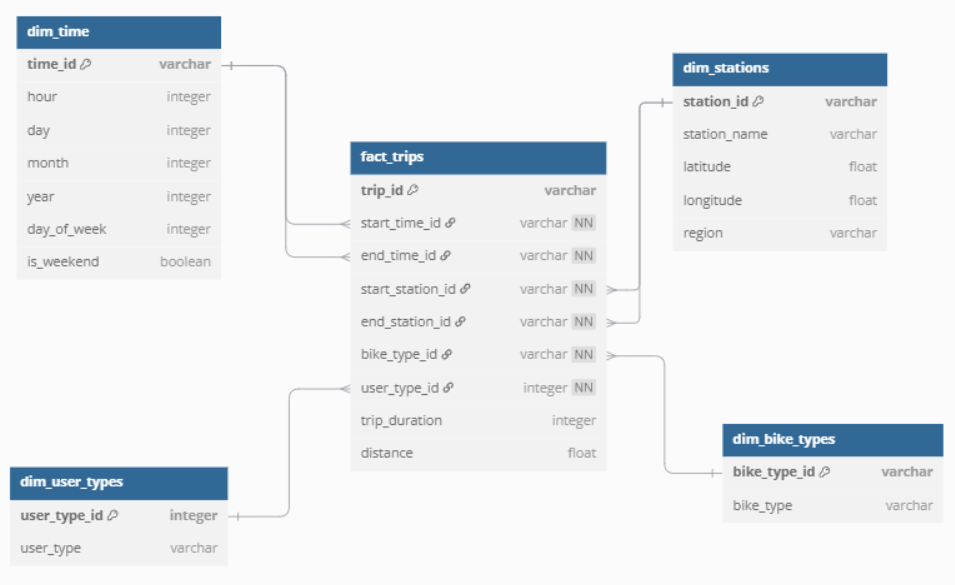 dim_time
time_id varchar
hour integer
day integer
month integer
year integer
day_of_week integer
is_weekend boolean
dim_stations
station_id varchar
station_name varchar
latitude float
longitude float
region varchar
fact_trips
trip_id varchar
start_time_id varchar NN
end_time_id varchar NN
start_station_id varchar NN
end_station_id varchar NN
bike_type_id varchar NN
user_type_id integer NN
trip_duration integer
distance float
dim_bike_types
bike_type_id varchar
bike_type varchar
dim_user_types
user_type_id integer
user_type varchar